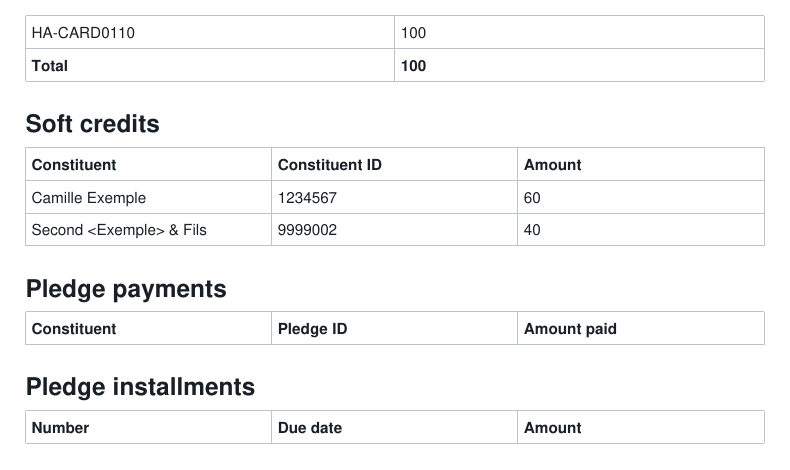 HA-CARD0110 100
Total 100
Soft credits
Constituent Constituent ID Amount
Camille Exemple 1234567 60
Second <Exemple> & Fils 9999002 40
Pledge payments
Constituent Pledge ID Amount paid
Pledge installments
Number Due date Amount